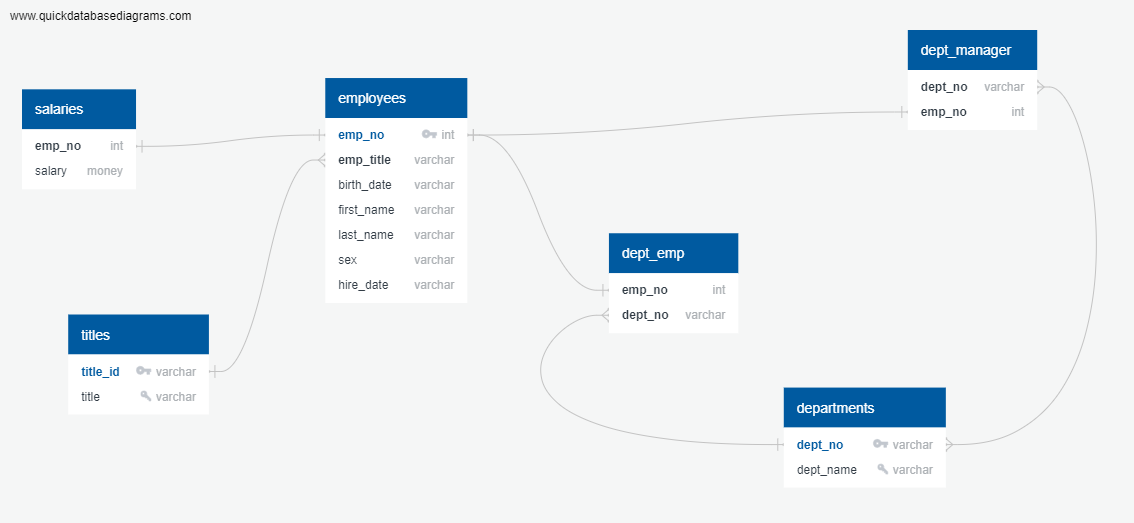 www.quickdatabasediagrams.com
salaries
emp_no int
salary money
employees
emp_no int
emp_title varchar
birth_date varchar
first_name varchar
last_name varchar
sex varchar
hire_date varchar
dept_manager
dept_no varchar
emp_no int
titles
title_id varchar
title varchar
dept_emp
emp_no int
dept_no varchar
departments
dept_no varchar
dept_name varchar